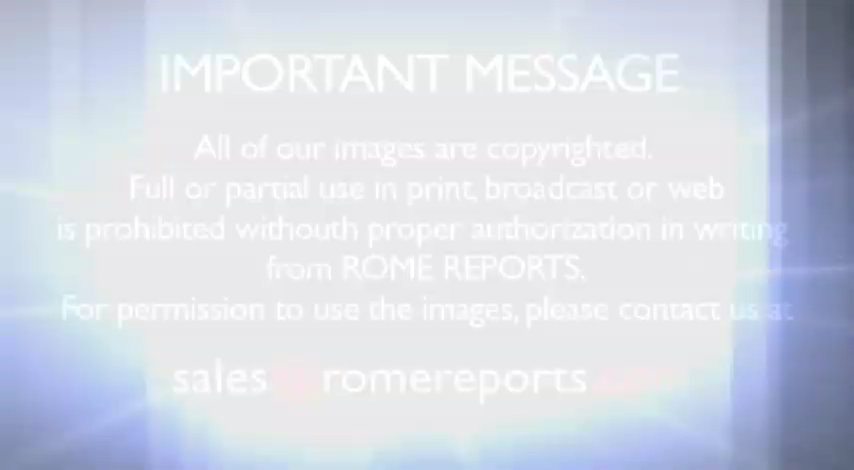 IMPORTANT MESSAGE
All of our images are copyrighted.
Full or partial use in print, broadcast or web
is prohibited withouth proper authorization in writing
from ROME REPORTS.
For permission to use the images, please contact us at
sales@romereports.com